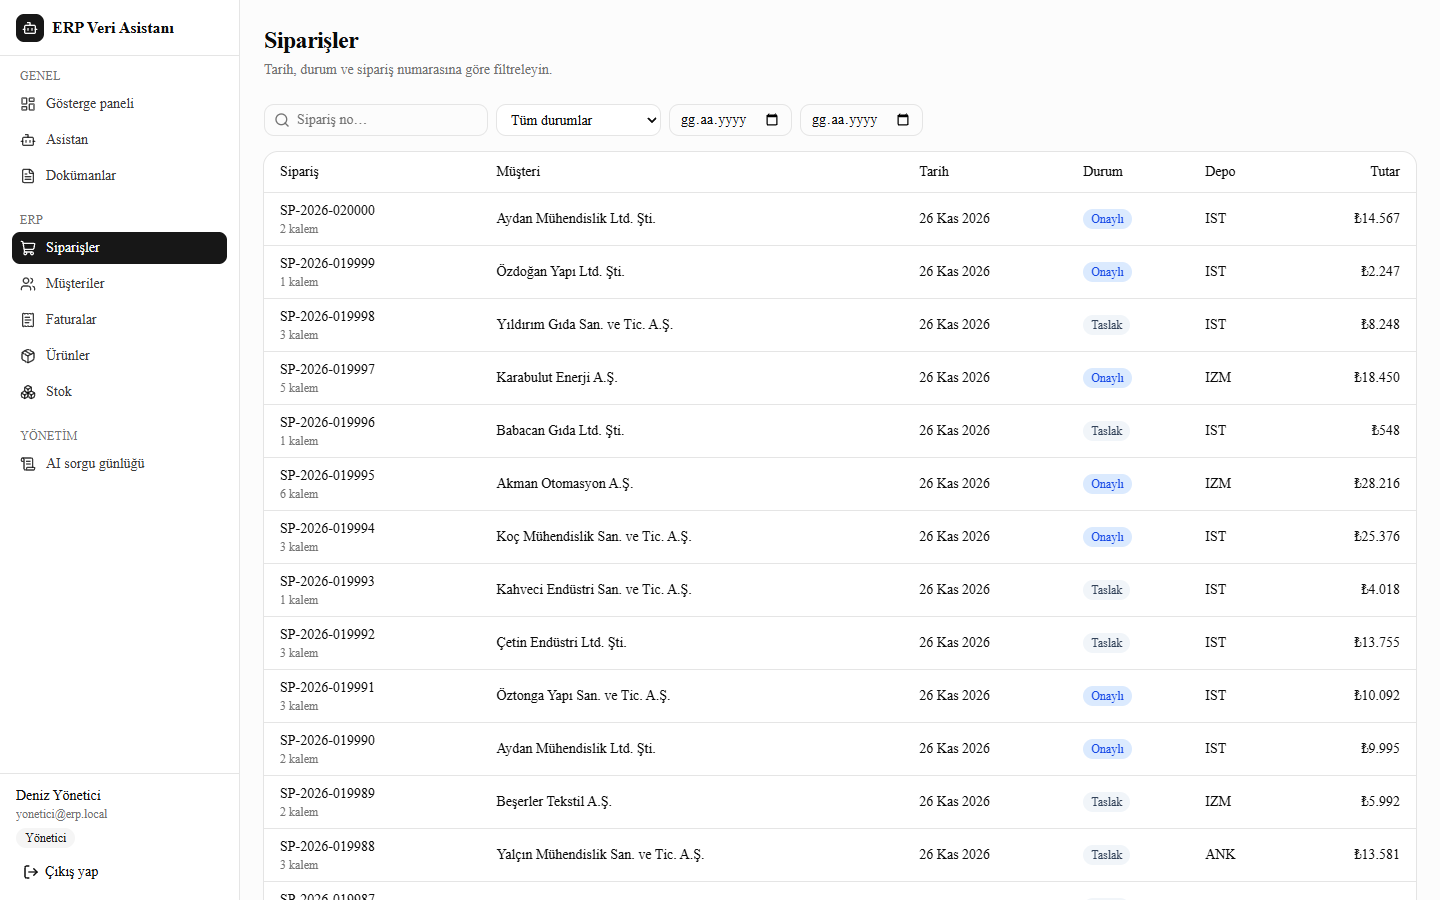 ERP Veri Asistanı
GENEL
Gösterge paneli
Asistan
Dokümanlar
ERP
Siparişler
Müşteriler
Faturalar
Ürünler
Stok
YÖNETİM
AI sorgu günlüğü
Deniz Yönetici
yonetici@erp.local
Yönetici
Çıkış yap
Siparişler
Tarih, durum ve sipariş numarasına göre filtreleyin.
Sipariş no… Tüm durumlar gg.aa.yyyy gg.aa.yyyy
Sipariş Müşteri Tarih Durum Depo Tutar
SP-2026-020000
2 kalem
Aydan Mühendislik Ltd. Şti. 26 Kas 2026 Onaylı IST ₺14.567
SP-2026-019999
1 kalem
Özdoğan Yapı Ltd. Şti. 26 Kas 2026 Onaylı IST ₺2.247
SP-2026-019998
3 kalem
Yıldırım Gıda San. ve Tic. A.Ş. 26 Kas 2026 Taslak IST ₺8.248
SP-2026-019997
5 kalem
Karabulut Enerji A.Ş. 26 Kas 2026 Onaylı IZM ₺18.450
SP-2026-019996
1 kalem
Babacan Gıda Ltd. Şti. 26 Kas 2026 Taslak IST ₺548
SP-2026-019995
6 kalem
Akman Otomasyon A.Ş. 26 Kas 2026 Onaylı IZM ₺28.216
SP-2026-019994
3 kalem
Koç Mühendislik San. ve Tic. A.Ş. 26 Kas 2026 Onaylı IST ₺25.376
SP-2026-019993
1 kalem
Kahveci Endüstri San. ve Tic. A.Ş. 26 Kas 2026 Taslak IST ₺4.018
SP-2026-019992
3 kalem
Çetin Endüstri Ltd. Şti. 26 Kas 2026 Taslak IST ₺13.755
SP-2026-019991
3 kalem
Öztonga Yapı San. ve Tic. A.Ş. 26 Kas 2026 Onaylı IST ₺10.092
SP-2026-019990
2 kalem
Aydan Mühendislik Ltd. Şti. 26 Kas 2026 Onaylı IST ₺9.995
SP-2026-019989
2 kalem
Beşerler Tekstil A.Ş. 26 Kas 2026 Taslak IZM ₺5.992
SP-2026-019988
3 kalem
Yalçın Mühendislik San. ve Tic. A.Ş. 26 Kas 2026 Taslak ANK ₺13.581
SP-2026-019987